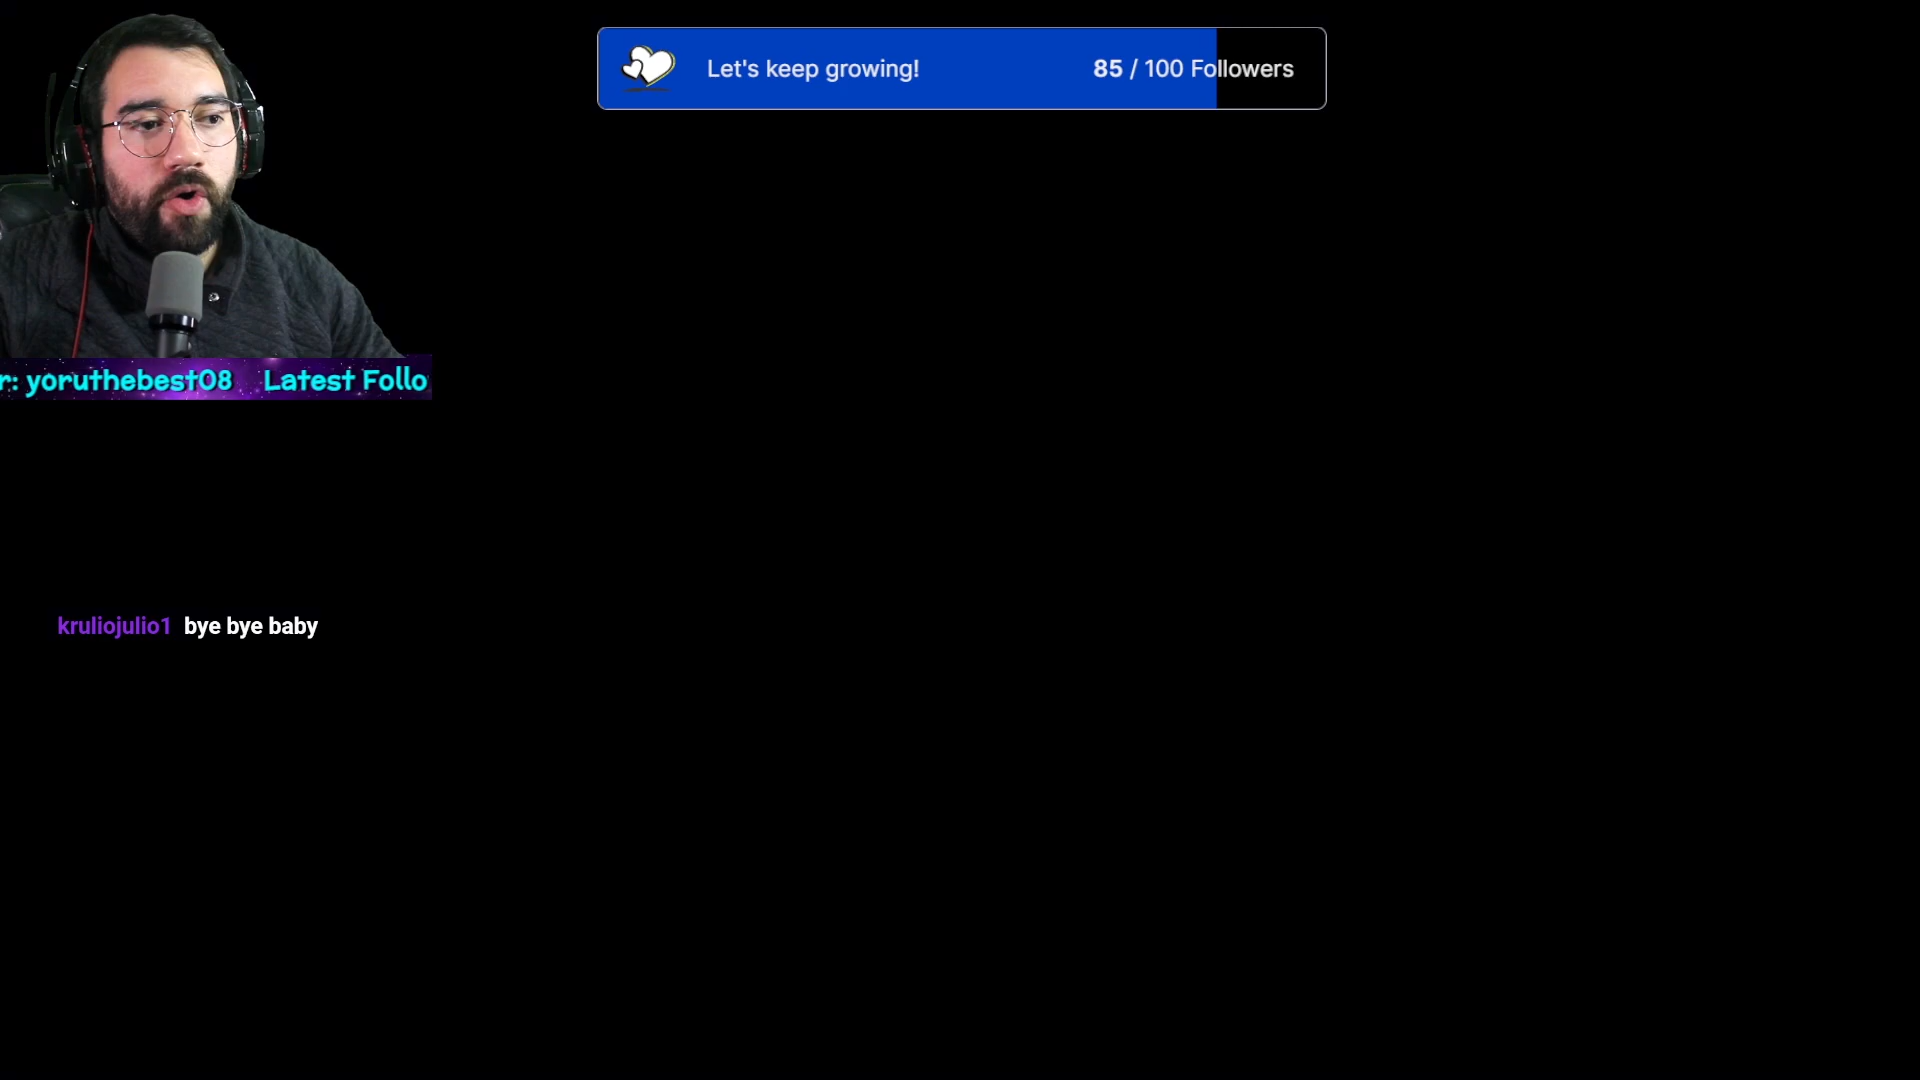 Let's keep growing! 85 / 100 Followers
r: yoruthebest08 Latest Follo
kruliojulio1 bye bye baby